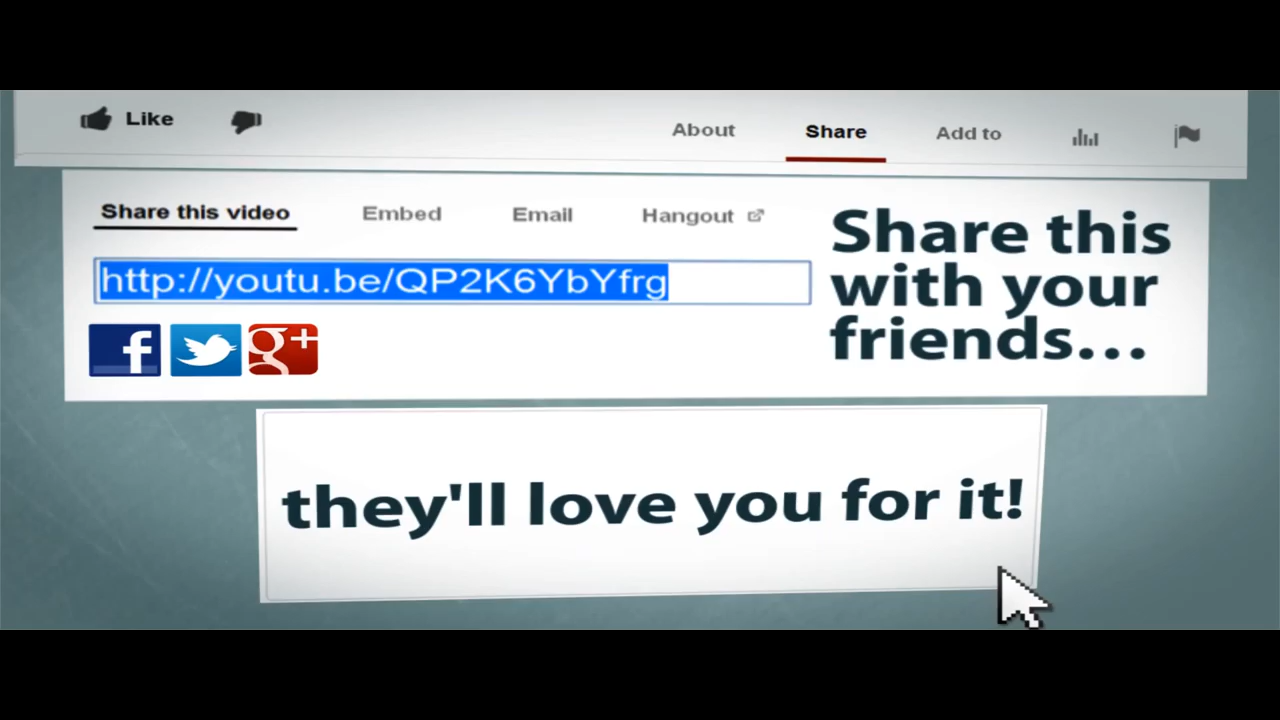 Like
About Share Add to
Share this video Embed Email Hangout
http://youtu.be/QP2K6YbYfrg
f g+
Share this
with your
friends...
they'll love you for it!